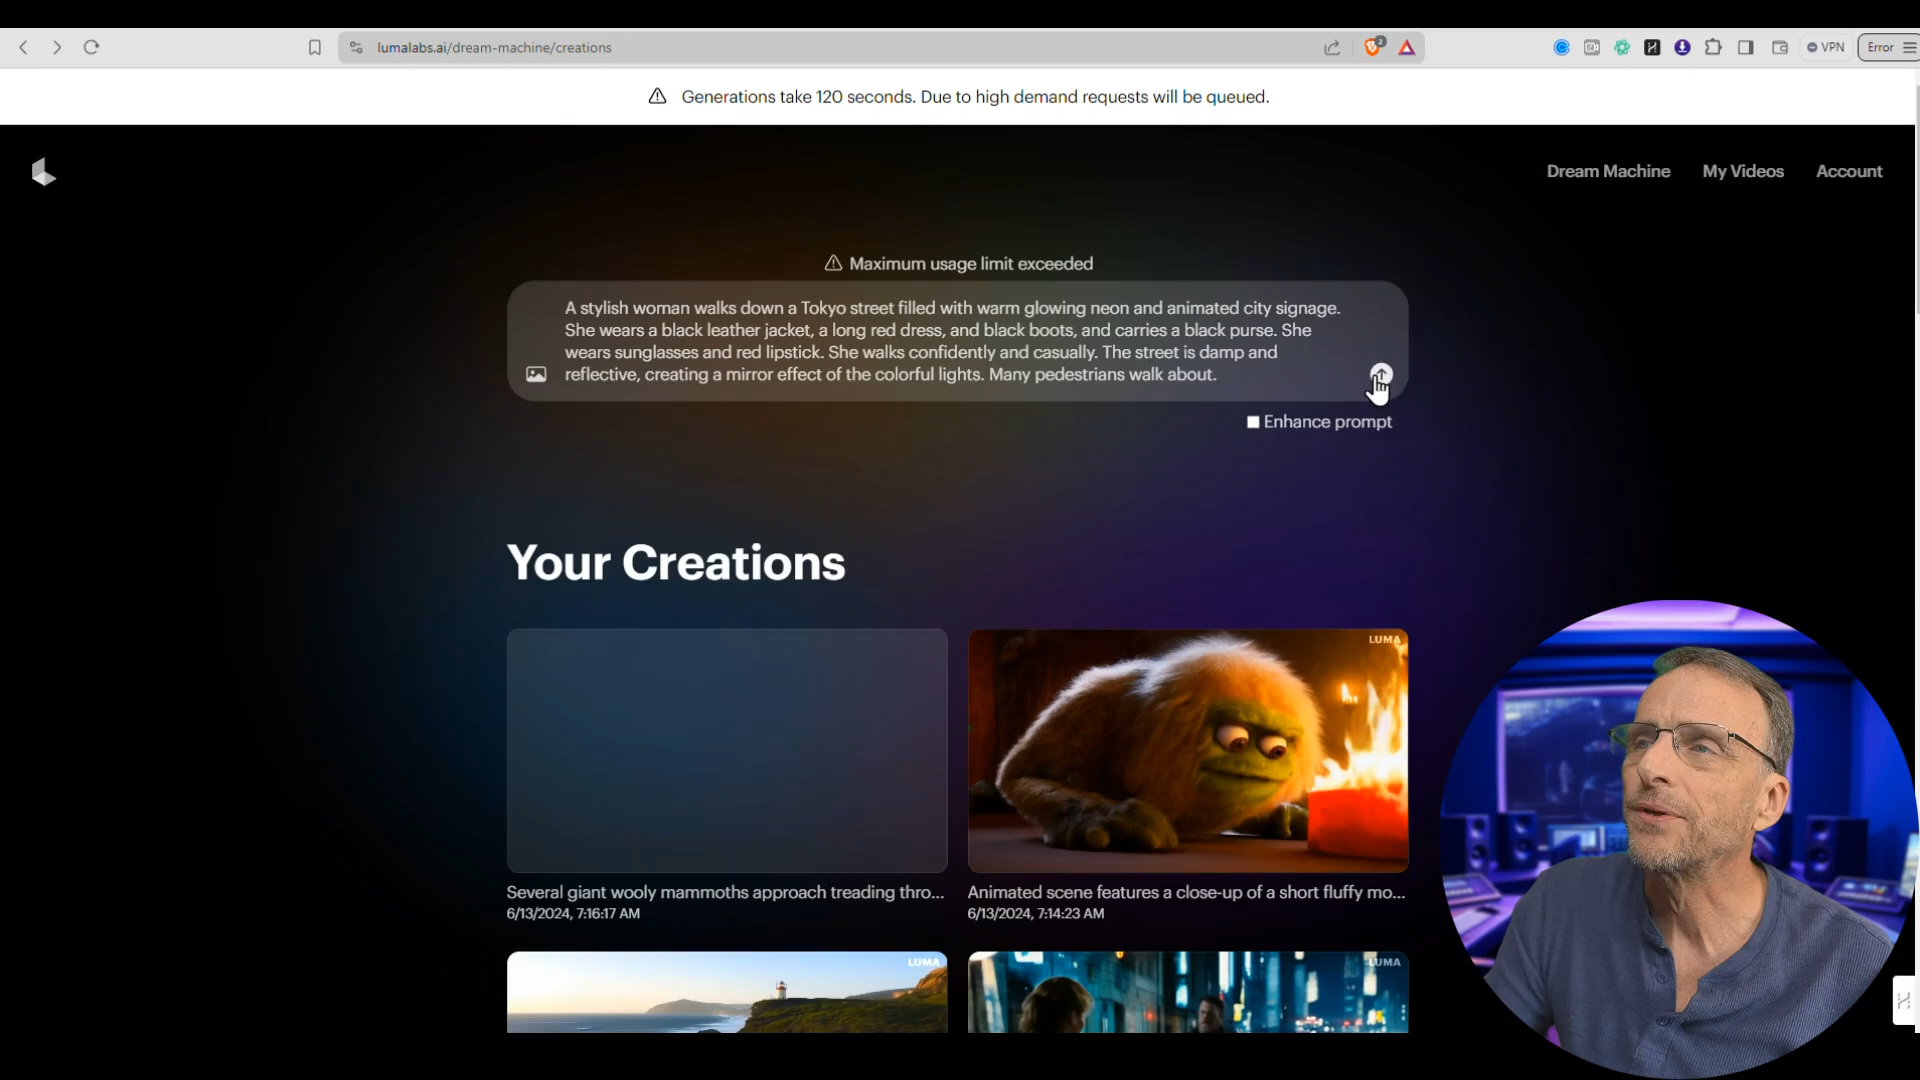 lumalabs.ai/dream-machine/creations
2
VPN
Error
Generations take 120 seconds. Due to high demand requests will be queued.
Dream Machine
My Videos
Account
Maximum usage limit exceeded
A stylish woman walks down a Tokyo street filled with warm glowing neon and animated city signage.
She wears a black leather jacket, a long red dress, and black boots, and carries a black purse. She
wears sunglasses and red lipstick. She walks confidently and casually. The street is damp and
reflective, creating a mirror effect of the colorful lights. Many pedestrians walk about.
Enhance prompt
Your Creations
LUMA
Several giant wooly mammoths approach treading thro...
6/13/2024, 7:16:17 AM
Animated scene features a close-up of a short fluffy mo...
6/13/2024, 7:14:23 AM
LUMA
LUMA